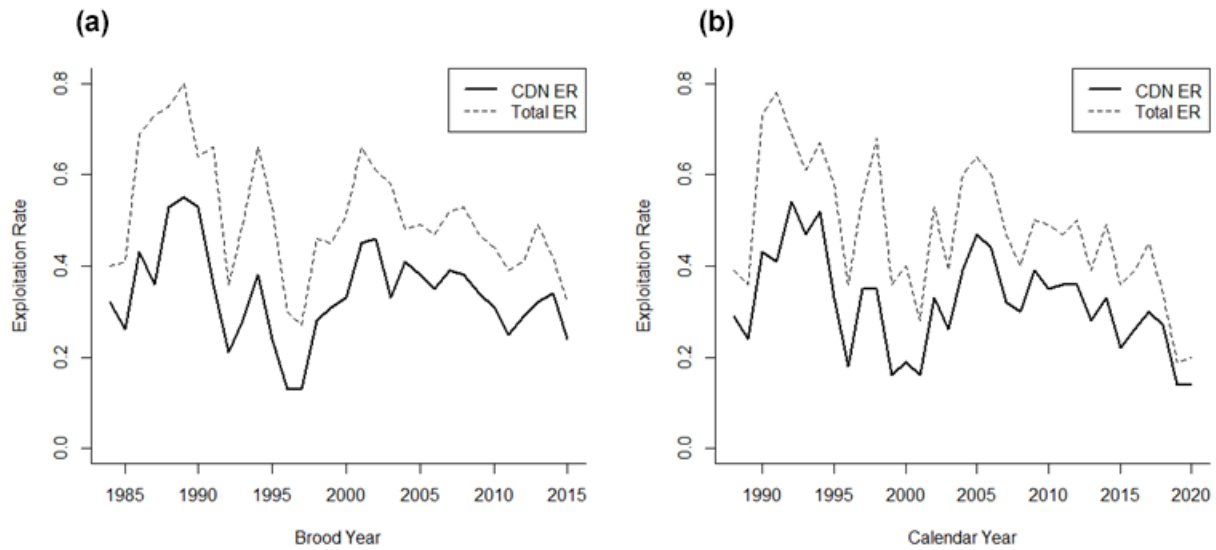 (a)
CDN ER
Total ER
0.8
0.6
0.4
0.2
0.0
Exploitation Rate
1985 1990 1995 2000 2005 2010 2015
Brood Year
(b)
CDN ER
Total ER
0.8
0.6
0.4
0.2
0.0
Exploitation Rate
1990 1995 2000 2005 2010 2015 2020
Calendar Year